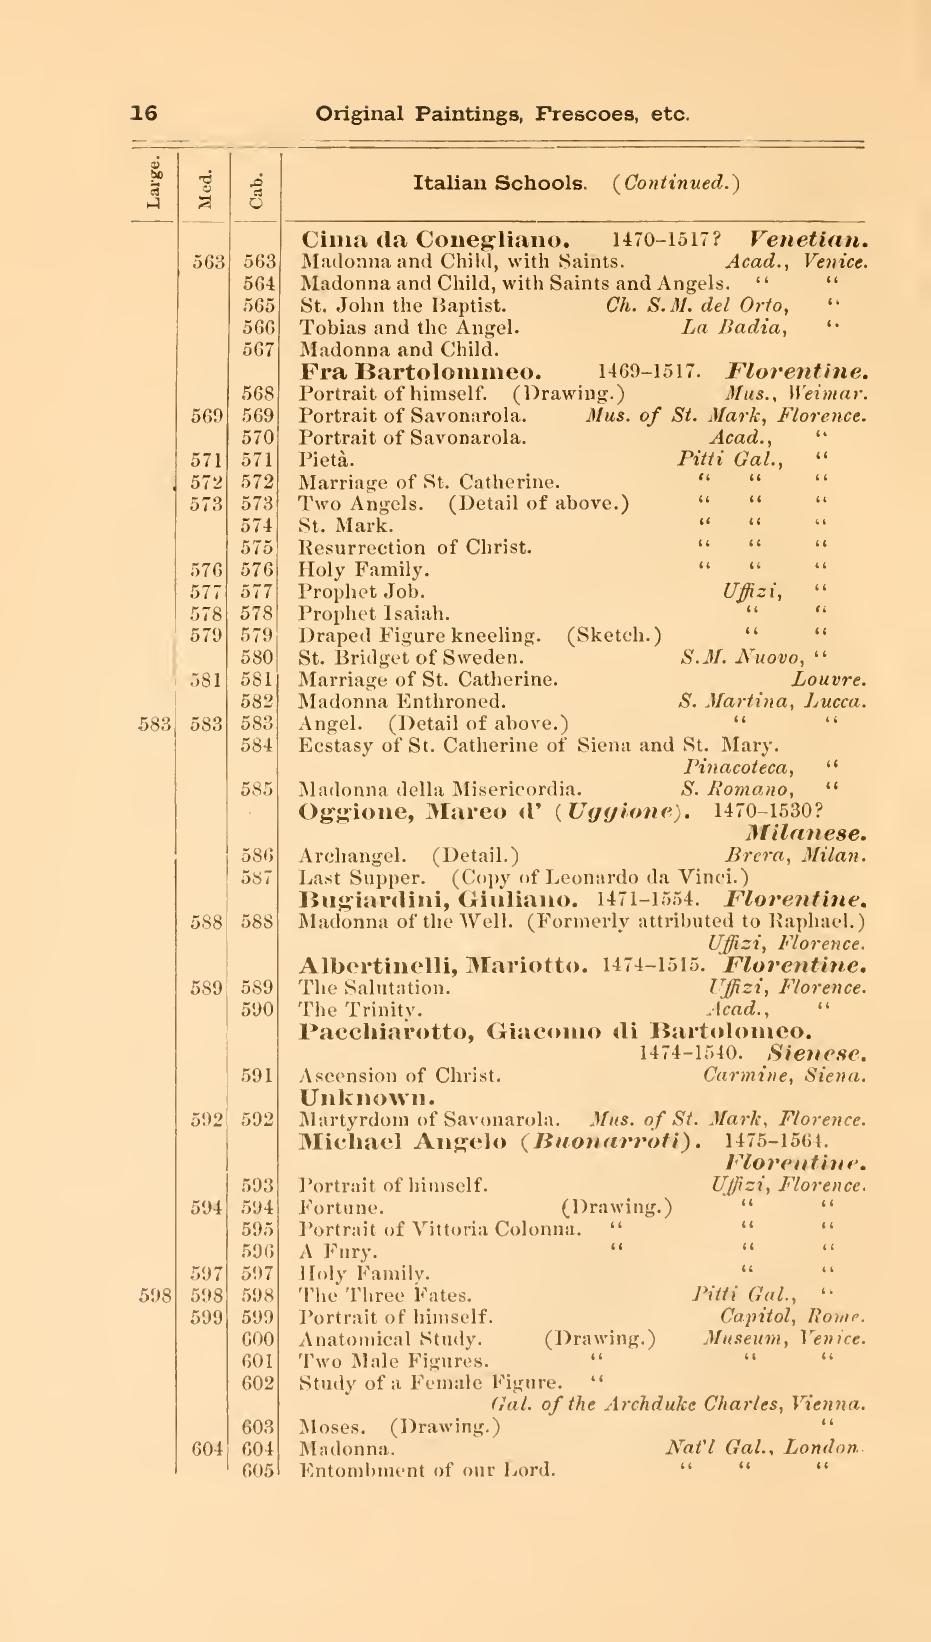 16 Original Paintings, Frescoes, etc.
Large. Med. Cab. Italian Schools. (Continued.)
Cima da Conegliano. 1470–1517? Venetian.
563 563 Madonna and Child, with Saints. Acad., Venice.
564 Madonna and Child, with Saints and Angels. “ “
565 St. John the Baptist. Ch. S.M. del Orto, “
566 Tobias and the Angel. La Badia, “
567 Madonna and Child.
Fra Bartolommeo. 1469–1517. Florentine.
568 Portrait of himself. (Drawing.) Mus., Weimar.
569 569 Portrait of Savonarola. Mus. of St. Mark, Florence.
570 Portrait of Savonarola. Acad., “
571 571 Pietà. Pitti Gal., “
572 572 Marriage of St. Catherine. “ “ “
573 573 Two Angels. (Detail of above.) “ “ “
574 St. Mark. “ “ “
575 Resurrection of Christ. “ “ “
576 576 Holy Family. “ “ “
577 577 Prophet Job. Uffizi, “
578 578 Prophet Isaiah. “ “
579 579 Draped Figure kneeling. (Sketch.) “ “
580 St. Bridget of Sweden. S.M. Nuovo, “
581 581 Marriage of St. Catherine. Louvre.
582 Madonna Enthroned. S. Martina, Lucca.
583 583 583 Angel. (Detail of above.) “ “
584 Ecstasy of St. Catherine of Siena and St. Mary.
Pinacoteca, “
585 Madonna della Misericordia. S. Romano, “
Oggione, Marco d’ (Uggione). 1470–1530?
Milanese.
586 Archangel. (Detail.) Brera, Milan.
587 Last Supper. (Copy of Leonardo da Vinci.)
Bugiardini, Giuliano. 1471–1554. Florentine.
588 588 Madonna of the Well. (Formerly attributed to Raphael.)
Uffizi, Florence.
Albertinelli, Mariotto. 1474–1515. Florentine.
589 589 The Salutation. Uffizi, Florence.
590 The Trinity. Acad., “
Pacchiarotto, Giacomo di Bartolomeo.
1474–1540. Sienese.
591 Ascension of Christ. Carmine, Siena.
Unknown.
592 592 Martyrdom of Savonarola. Mus. of St. Mark, Florence.
Michael Angelo (Buonarroti). 1475–1564.
Florentine.
593 Portrait of himself. Uffizi, Florence.
594 594 Fortune. (Drawing.) “ “
595 Portrait of Vittoria Colonna. “ “ “
596 A Fury. “ “ “
597 597 Holy Family. “ “
598 598 598 The Three Fates. Pitti Gal., “
599 599 Portrait of himself. Capitol, Rome.
600 Anatomical Study. (Drawing.) Museum, Venice.
601 Two Male Figures. “ “ “
602 Study of a Female Figure. “
Gal. of the Archduke Charles, Vienna.
603 Moses. (Drawing.) “
604 604 Madonna. Nat’l Gal., London.
605 Entombment of our Lord. “ “ “